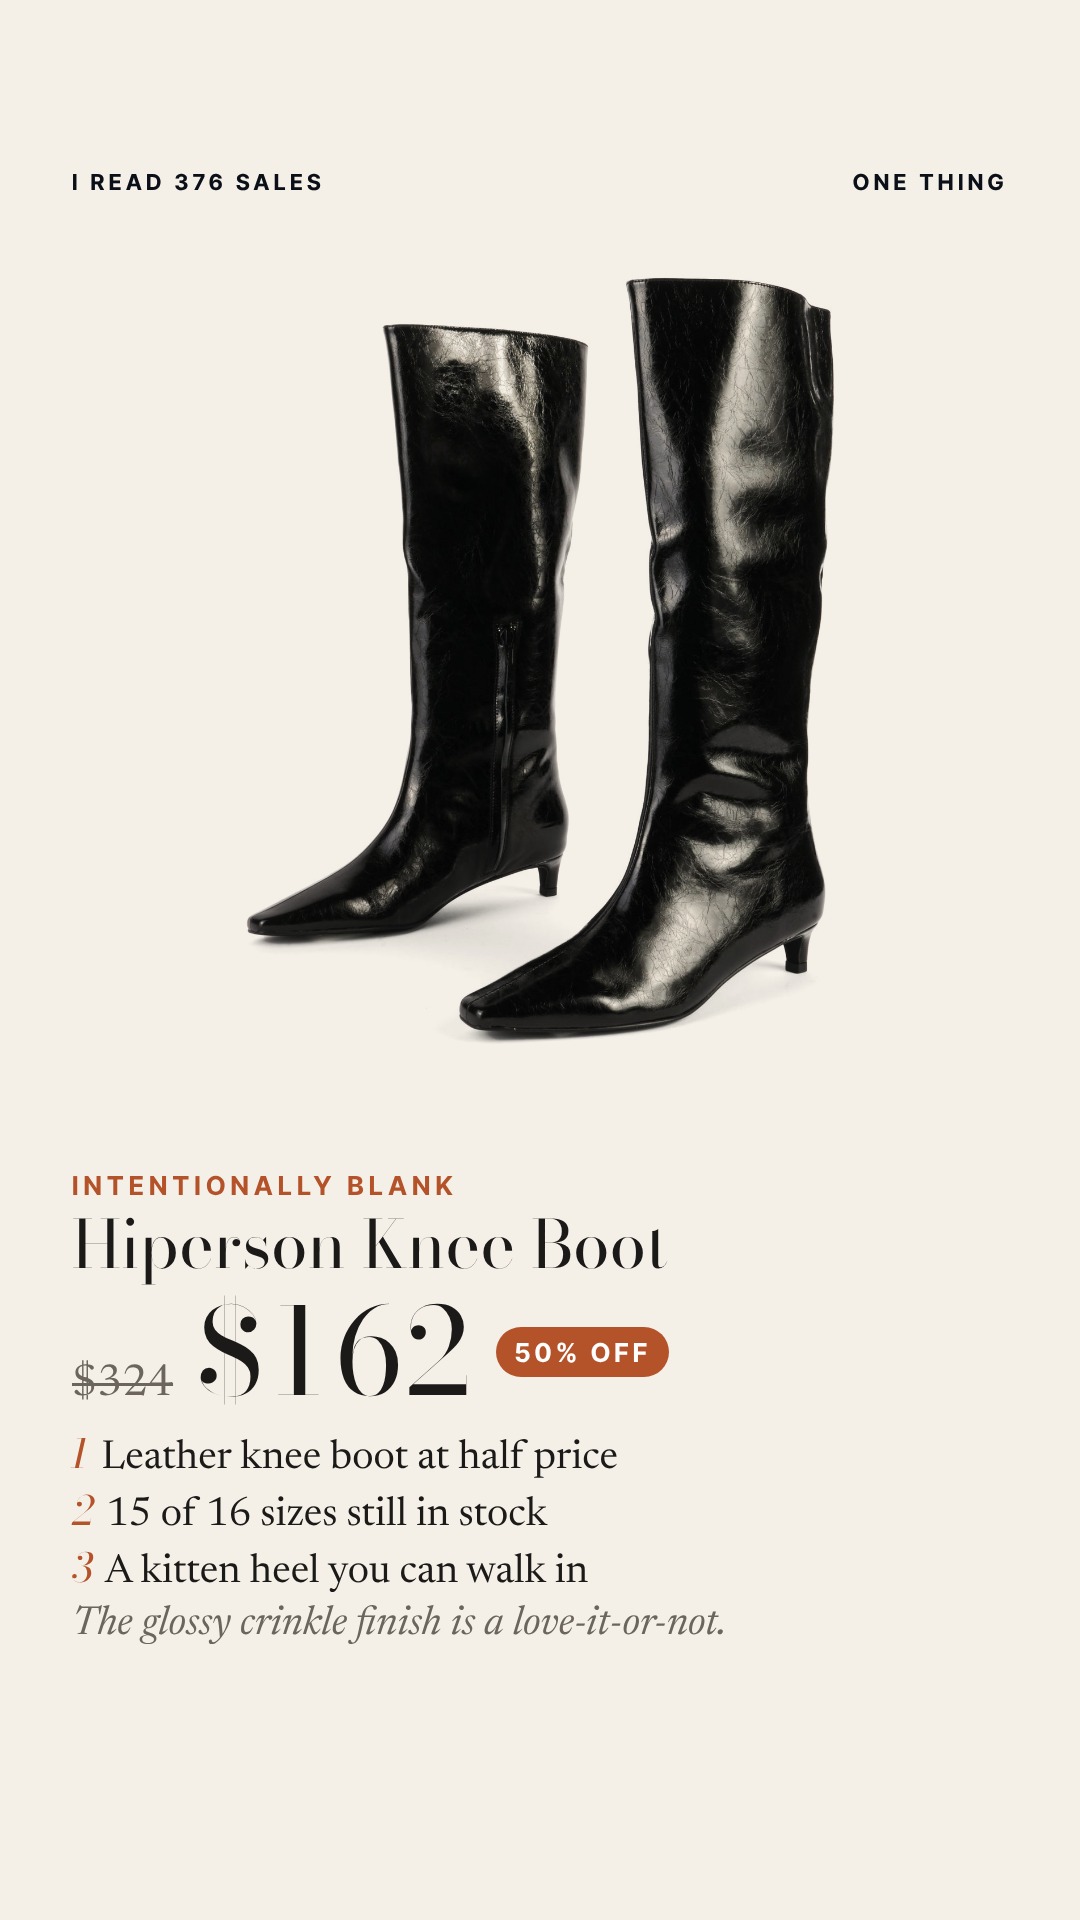 I READ 376 SALES
ONE THING
INTENTIONALLY BLANK
Hiperson Knee Boot
$324 $162 50% OFF
1 Leather knee boot at half price
2 15 of 16 sizes still in stock
3 A kitten heel you can walk in
The glossy crinkle finish is a love-it-or-not.